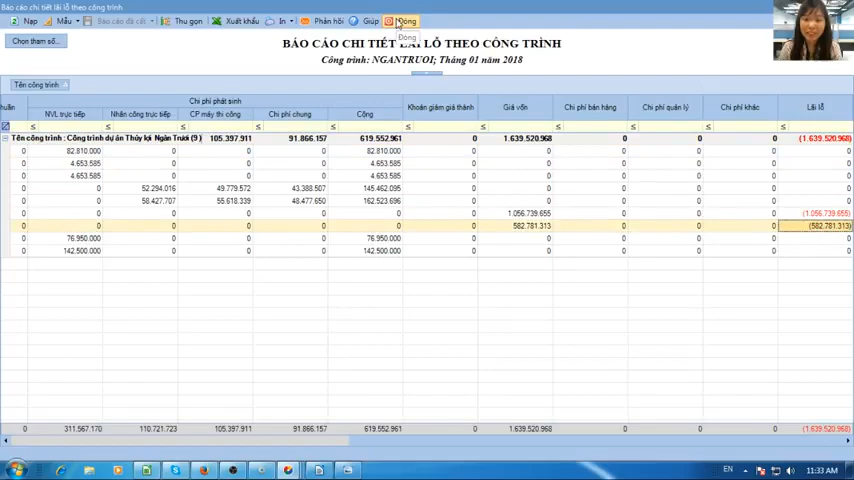 Báo cáo chi tiết lãi lỗ theo công trình
Nạp Mẫu Báo cáo đã cất Thu gọn Xuất khẩu In Phản hồi Giúp Đóng
Chọn tham số... Đóng
BÁO CÁO CHI TIẾT LÃI LỖ THEO CÔNG TRÌNH
Công trình: NGANTRUOI; Tháng 01 năm 2018
Tên công trình
Chi phí phát sinh
NVL trực tiếp Nhân công trực tiếp CP máy thi công Chi phí chung Cộng Khoản giảm giá thành Giá vốn Chi phí bán hàng Chi phí quản lý Chi phí khác Lãi lỗ
≤ ≤ ≤ ≤ ≤ ≤ ≤ ≤ ≤ ≤ ≤
Tên công trình : Công trình dự án Thủy lợi Ngàn Trươi (9 ) 105.397.911 91.866.157 619.552.961 0 1.639.520.968 0 0 0 (1.639.520.968)
0 82.810.000 0 0 0 82.810.000 0 0 0 0 0 0
0 4.653.585 0 0 0 4.653.585 0 0 0 0 0 0
0 4.653.585 0 0 0 4.653.585 0 0 0 0 0 0
0 0 52.294.016 49.779.572 43.388.507 145.462.095 0 0 0 0 0 0
0 0 58.427.707 55.618.339 48.477.650 162.523.696 0 0 0 0 0 0
0 0 0 0 0 0 0 1.056.739.655 0 0 0 (1.056.739.655)
0 0 0 0 0 0 0 582.781.313 0 0 0 (582.781.313)
0 76.950.000 0 0 0 76.950.000 0 0 0 0 0 0
0 142.500.000 0 0 0 142.500.000 0 0 0 0 0 0
0 311.567.170 110.721.723 105.397.911 91.866.157 619.552.961 0 1.639.520.968 0 0 0 (1.639.520.968)
EN 11:33 AM